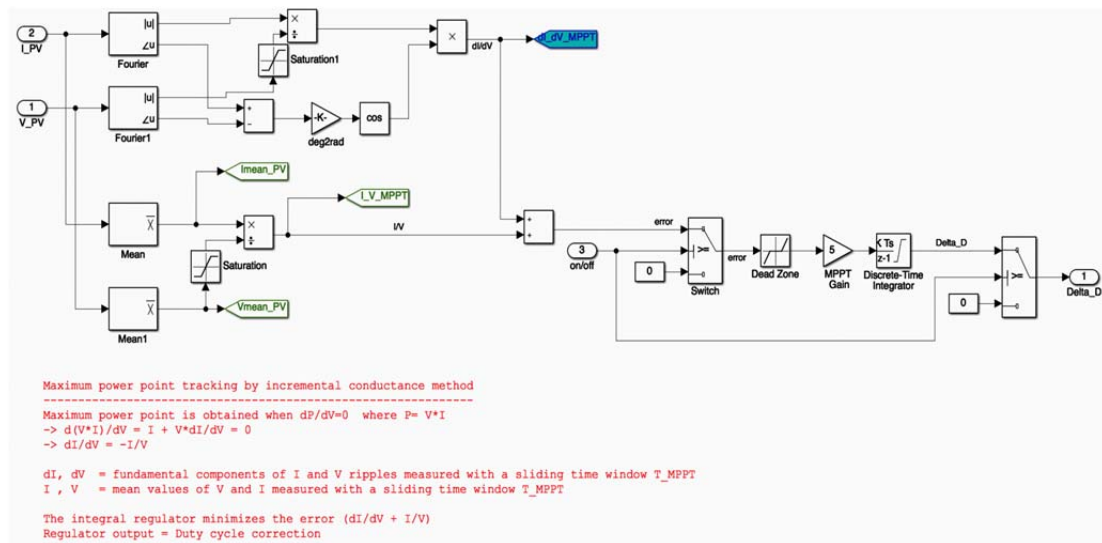 2
I_PV
|u|
∠u
Fourier
×
÷
Saturation1
×
dI/dV
dI_dV_MPPT
1
V_PV
|u|
∠u
Fourier1
+
-
-K-
deg2rad
cos
Imean_PV
I_V_MPPT
Mean
×
÷
I/V
Saturation
Vmean_PV
Mean1
+
+
3
on/off
error
0
>=
Switch
error
Dead Zone
5
MPPT
Gain
K Ts
z-1
Discrete-Time
Integrator
Delta_D
0
>=
1
Delta_D
Maximum power point tracking by incremental conductance method
--------------------------------------------------------------
Maximum power point is obtained when dP/dV=0  where P= V*I
-> d(V*I)/dV = I + V*dI/dV = 0
-> dI/dV = -I/V
dI, dV  = fundamental components of I and V ripples measured with a sliding time window T_MPPT
I , V   = mean values of V and I measured with a sliding time window T_MPPT
The integral regulator minimizes the error (dI/dV + I/V)
Regulator output = Duty cycle correction